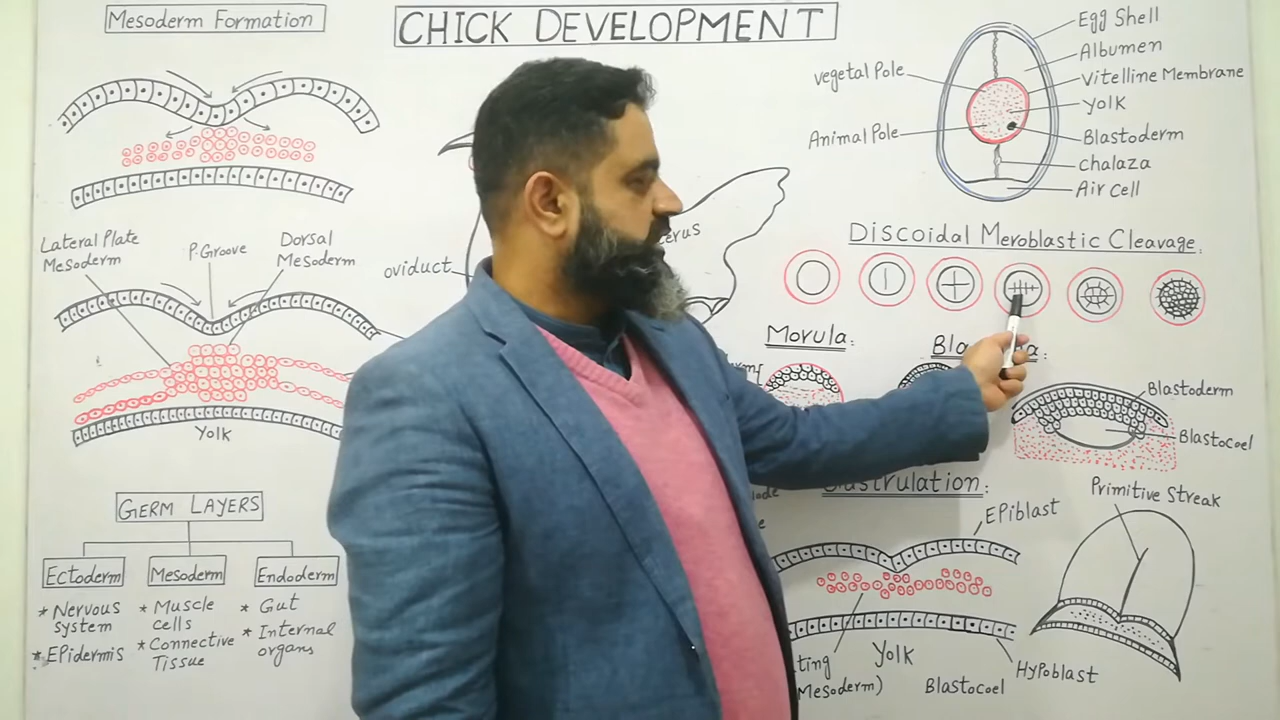 Mesoderm Formation
CHICK DEVELOPMENT
Egg Shell
Albumen
Vitelline Membrane
Yolk
Blastoderm
Chalaza
Air cell
vegetal Pole
Animal Pole
Lateral Plate
Mesoderm
P.Groove
Dorsal
Mesoderm
Yolk
oviduct
Discoidal Meroblastic Cleavage.
Morula:
Blastoderm
Blastocoel
GERM LAYERS
Ectoderm
Mesoderm
Endoderm
* Nervous
system
* EPidermis
* Muscle
cells
* Connective
Tissue
* Gut
* Internal
organs
EPiblast
Yolk
Mesoderm)
Blastocoel
HyPoblast
Primitive Streak